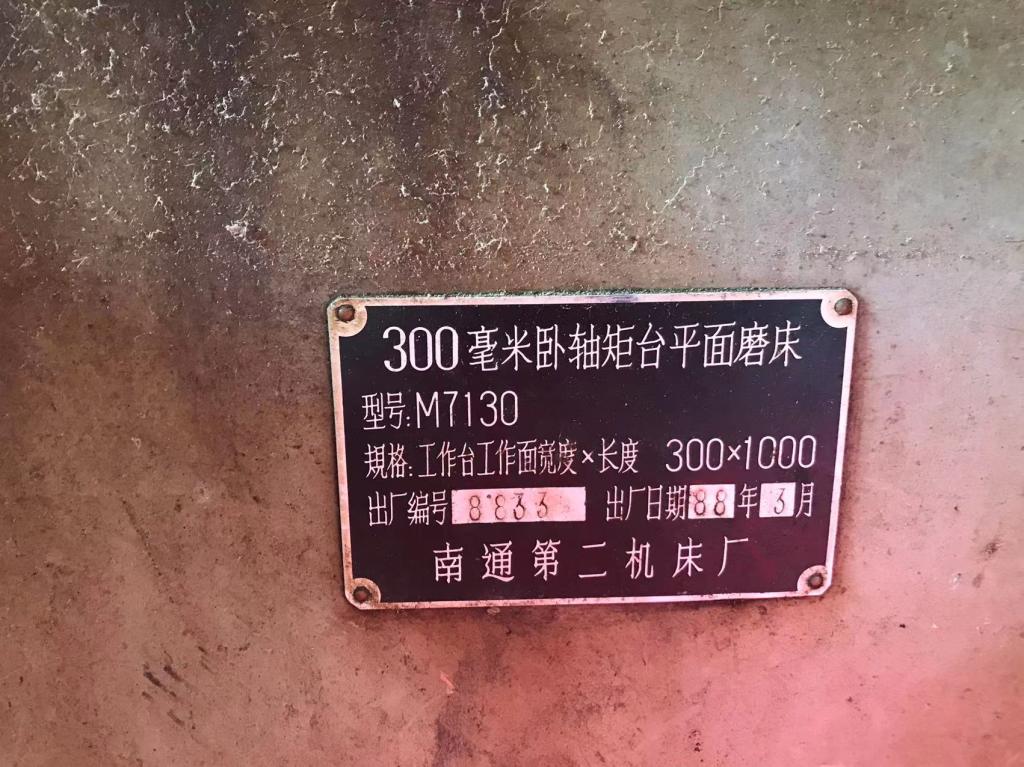 300毫米卧轴矩台平面磨床
型号:M7130
规格:工作台工作面宽度×长度 300×1000
出厂编号 8833 出厂日期88年3月
南通第二机床厂